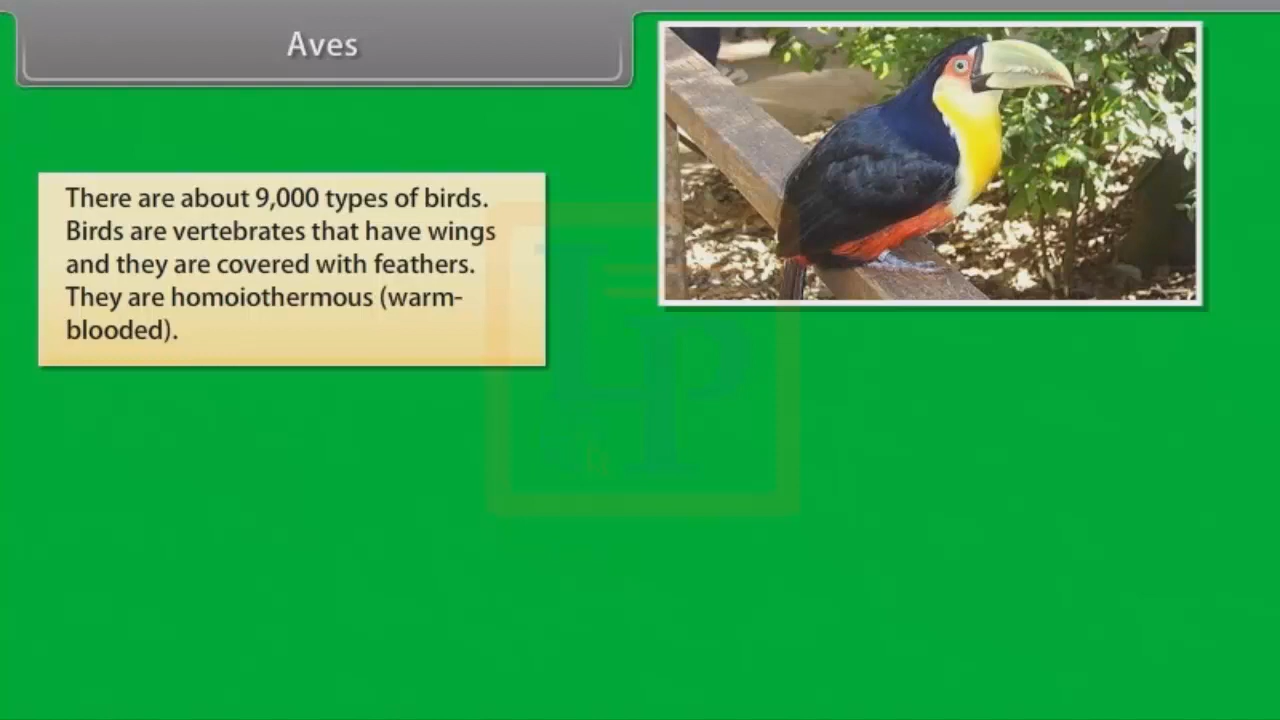 Aves
There are about 9,000 types of birds.
Birds are vertebrates that have wings
and they are covered with feathers.
They are homoiothermous (warm-
blooded).